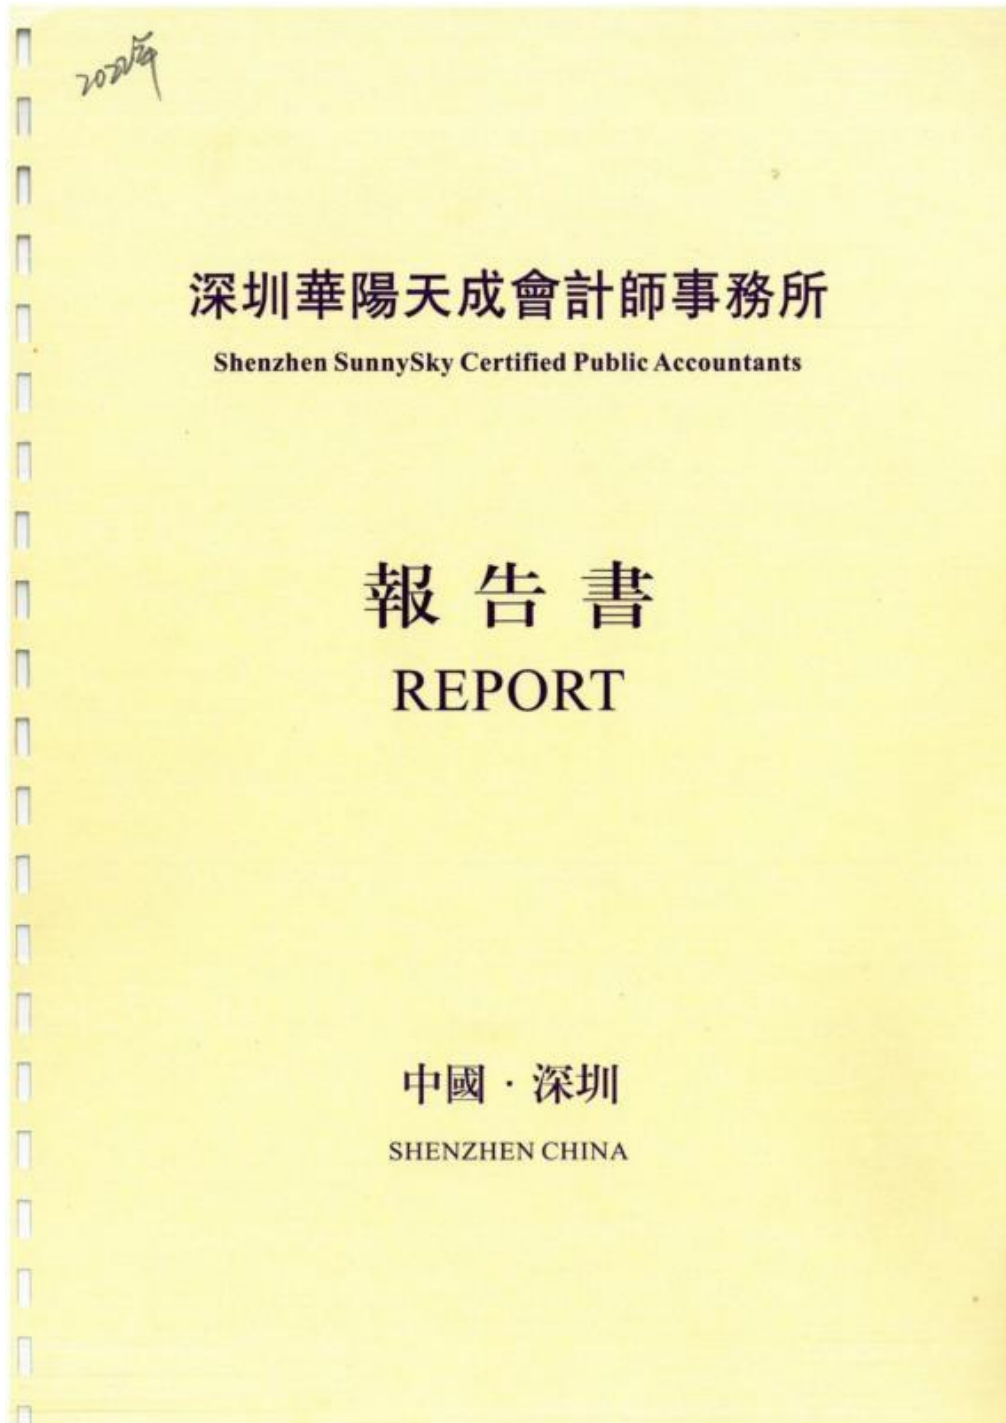 2022年
深圳華陽天成會計師事務所
Shenzhen SunnySky Certified Public Accountants
報告書
REPORT
中國·深圳
SHENZHEN CHINA